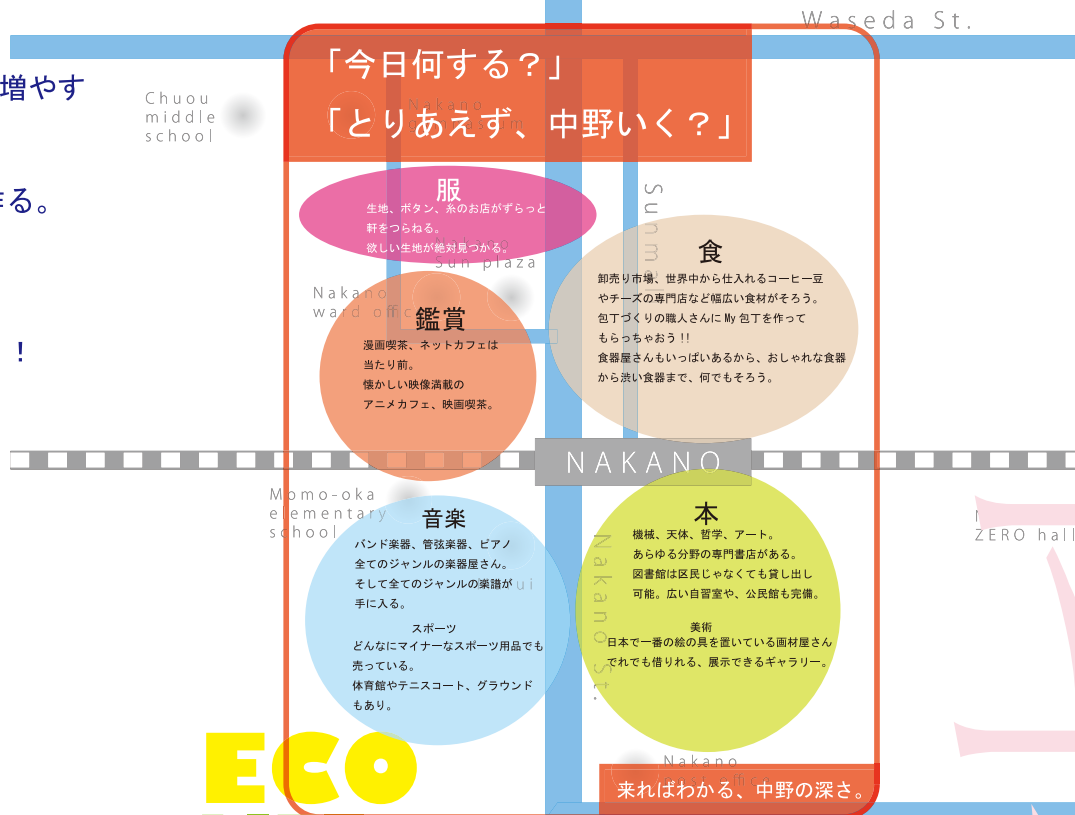 Waseda St.
増やす
Chuou
middle
school
「今日何する？」
「とりあえず、中野いく？」
Nakano
る。
服
生地、ボタン、糸のお店がずらっと
軒をつらねる。
欲しい生地が絶対見つかる。
Sun plaza
Sunmall
Nakano
ward office
食
卸売り市場、世界中から仕入れるコーヒー豆
やチーズの専門店など幅広い食材がそろう。
包丁づくりの職人さんにMy包丁を作って
もらっちゃおう!!
食器屋さんもいっぱいあるから、おしゃれな食器
から渋い食器まで、何でもそろう。
鑑賞
漫画喫茶、ネットカフェは
当たり前。
懐かしい映像満載の
アニメカフェ、映画喫茶。
！
NAKANO
Momo-oka
elementary
school
音楽
バンド楽器、管弦楽器、ピアノ
全てのジャンルの楽器屋さん。
そして全てのジャンルの楽譜が
手に入る。
ui
スポーツ
どんなにマイナーなスポーツ用品でも
売っている。
体育館やテニスコート、グラウンド
もあり。
本
機械、天体、哲学、アート。
あらゆる分野の専門書店がある。
図書館は区民じゃなくても貸し出し
可能。広い自習室や、公民館も完備。
美術
日本で一番の絵の具を置いている画材屋さん
でれでも借りれる、展示できるギャラリー。
Nakano St.
ZERO hall
ECO
Nakano
post office
来ればわかる、中野の深さ。